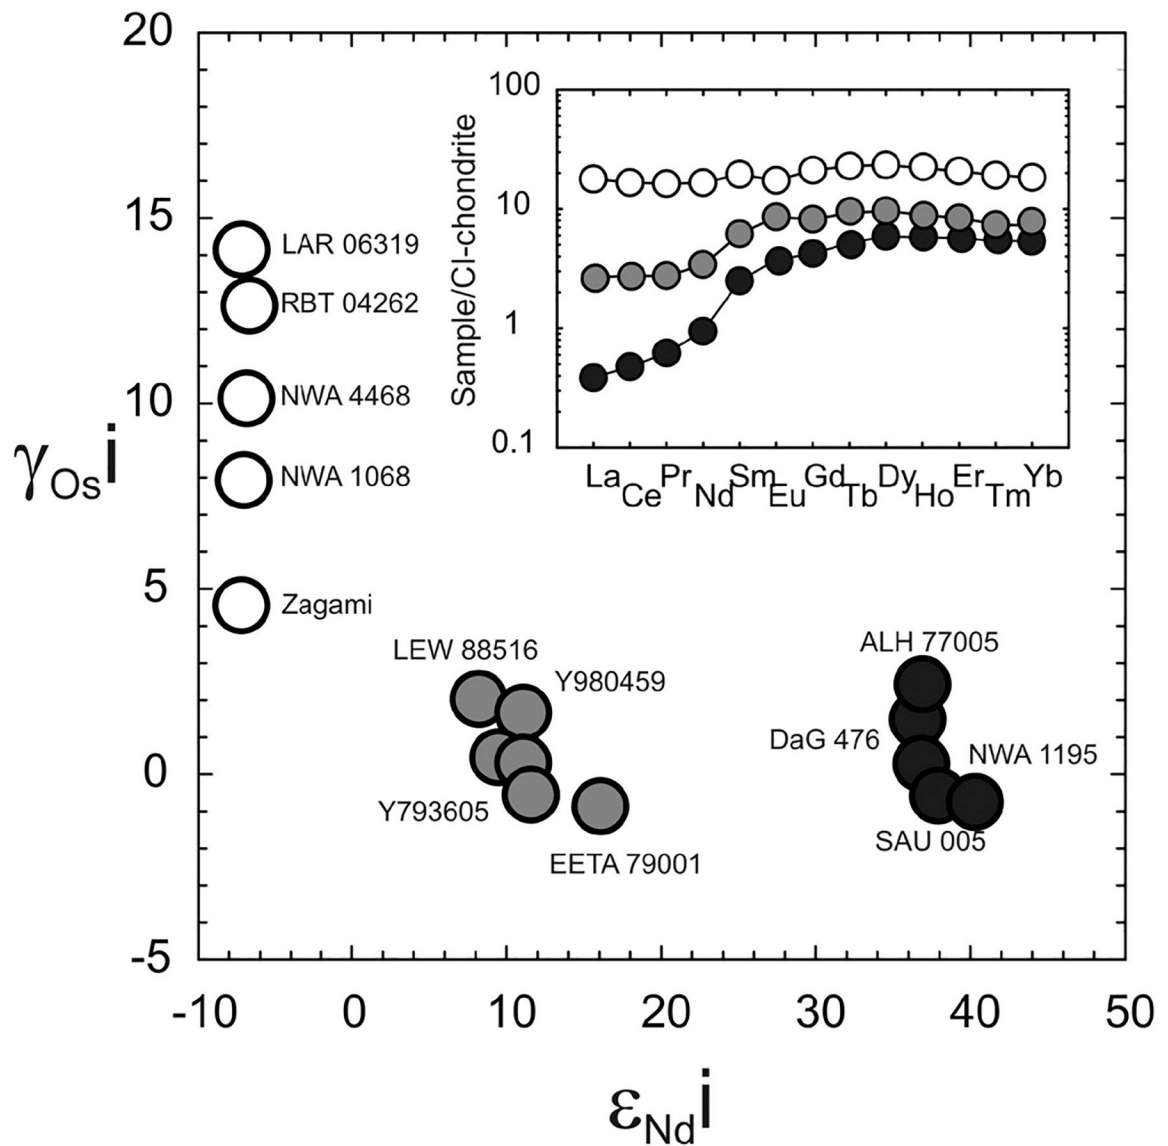 20
15
10
5
0
-5
γOsi
-10 0 10 20 30 40 50
εNdi
LAR 06319
RBT 04262
NWA 4468
NWA 1068
Zagami
LEW 88516
Y980459
Y793605
EETA 79001
ALH 77005
DaG 476
NWA 1195
SAU 005
Sample/CI-chondrite
100
10
1
0.1
La Ce Pr Nd Sm Eu Gd Tb Dy Ho Er Tm Yb